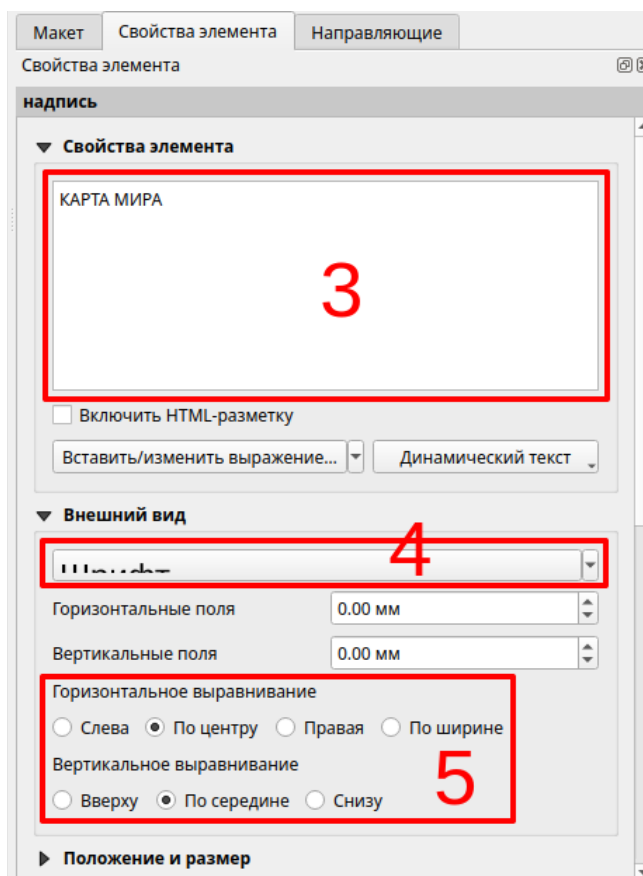 Макет Свойства элемента Направляющие
Свойства элемента
надпись
Свойства элемента
КАРТА МИРА
3
Включить HTML-разметку
Вставить/изменить выражение... Динамический текст
Внешний вид
4
Шрифт
Горизонтальные поля 0.00 мм
Вертикальные поля 0.00 мм
Горизонтальное выравнивание
Слева По центру Правая По ширине
Вертикальное выравнивание
5
Вверху По середине Снизу
Положение и размер